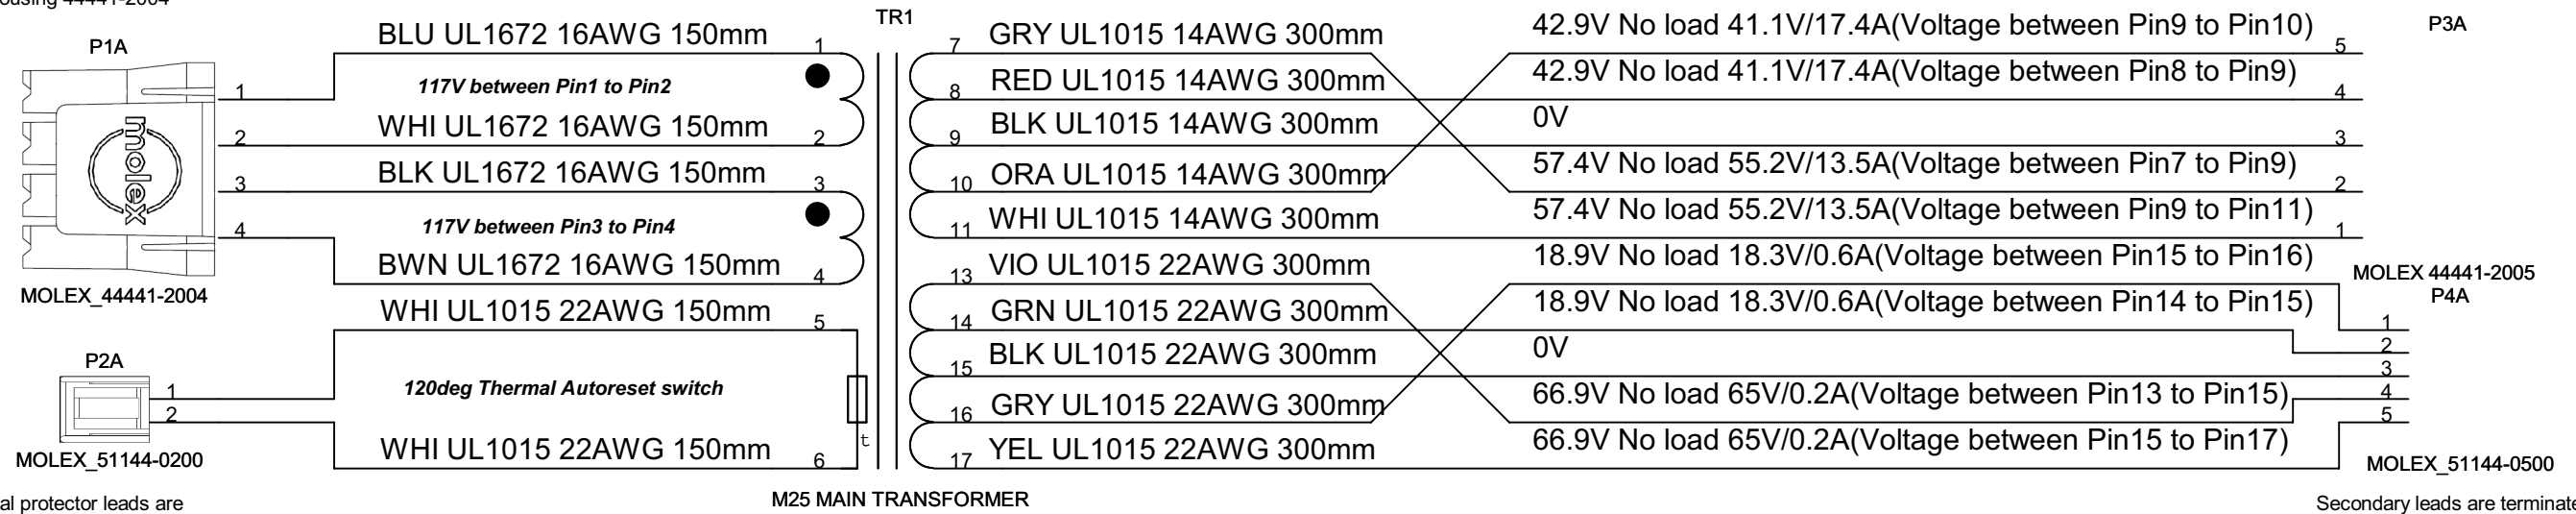 ousing 44441-2004
P1A
1
2
3
4
molex
MOLEX_44441-2004
P2A
1
2
MOLEX_51144-0200
al protector leads are
BLU UL1672 16AWG 150mm
117V between Pin1 to Pin2
WHI UL1672 16AWG 150mm
BLK UL1672 16AWG 150mm
117V between Pin3 to Pin4
BWN UL1672 16AWG 150mm
WHI UL1015 22AWG 150mm
120deg Thermal Autoreset switch
WHI UL1015 22AWG 150mm
1
2
3
4
5
6
t
TR1
M25 MAIN TRANSFORMER
7 GRY UL1015 14AWG 300mm
8 RED UL1015 14AWG 300mm
9 BLK UL1015 14AWG 300mm
10 ORA UL1015 14AWG 300mm
11 WHI UL1015 14AWG 300mm
13 VIO UL1015 22AWG 300mm
14 GRN UL1015 22AWG 300mm
15 BLK UL1015 22AWG 300mm
16 GRY UL1015 22AWG 300mm
17 YEL UL1015 22AWG 300mm
42.9V No load 41.1V/17.4A(Voltage between Pin9 to Pin10)
42.9V No load 41.1V/17.4A(Voltage between Pin8 to Pin9)
0V
57.4V No load 55.2V/13.5A(Voltage between Pin7 to Pin9)
57.4V No load 55.2V/13.5A(Voltage between Pin9 to Pin11)
18.9V No load 18.3V/0.6A(Voltage between Pin15 to Pin16)
18.9V No load 18.3V/0.6A(Voltage between Pin14 to Pin15)
0V
66.9V No load 65V/0.2A(Voltage between Pin13 to Pin15)
66.9V No load 65V/0.2A(Voltage between Pin15 to Pin17)
P3A
5
4
3
2
1
MOLEX 44441-2005
P4A
1
2
3
4
5
MOLEX_51144-0500
Secondary leads are terminate